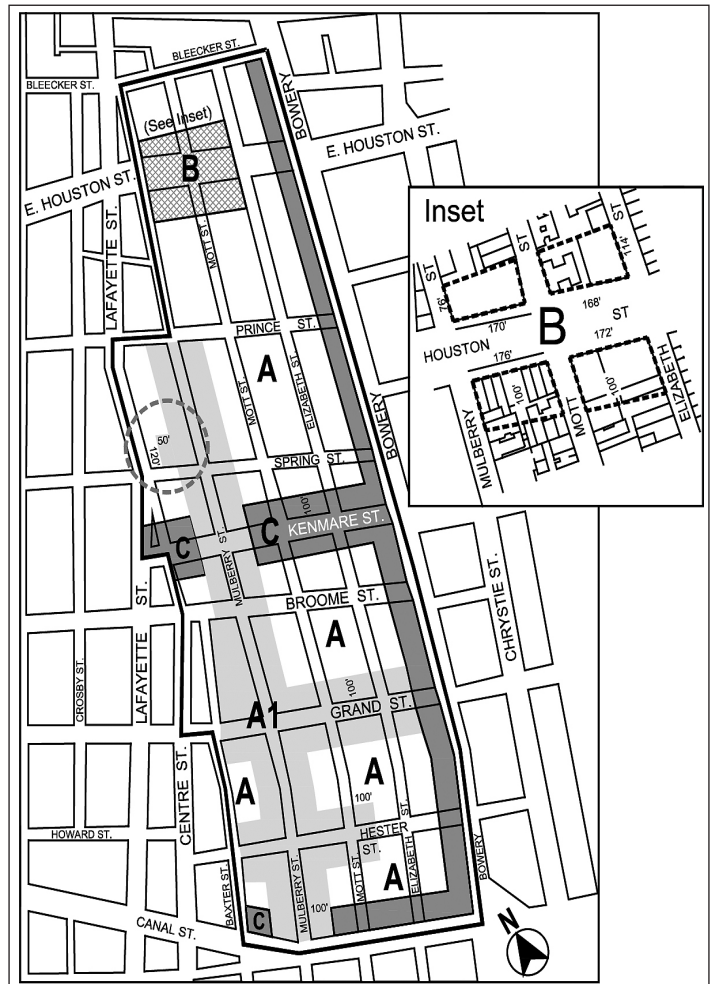 BLEECKER ST.
BLEECKER ST.
BOWERY
(See Inset)
B
E. HOUSTON ST.
E. HOUSTON ST.
LAFAYETTE ST.
MOTT ST.
PRINCE ST.
A
MOTT ST.
ELIZABETH ST.
BOWERY
50'
120'
SPRING ST.
100'
C
C
KENMARE ST.
MULBERRY ST.
BROOME ST.
LAFAYETTE ST.
CROSBY ST.
CHRYSTIE ST.
A
100'
A1
GRAND ST.
A
A
CENTRE ST.
100'
HOWARD ST.
HESTER ST.
BAXTER ST.
MULBERRY ST.
MOTT ST.
ELIZABETH ST.
A
BOWERY
C
100'
CANAL ST.
N
Inset
ST
ST
ST
76'
114'
170'
168'
B
ST
HOUSTON
176'
172'
100'
100'
MULBERRY
MOTT
ELIZABETH